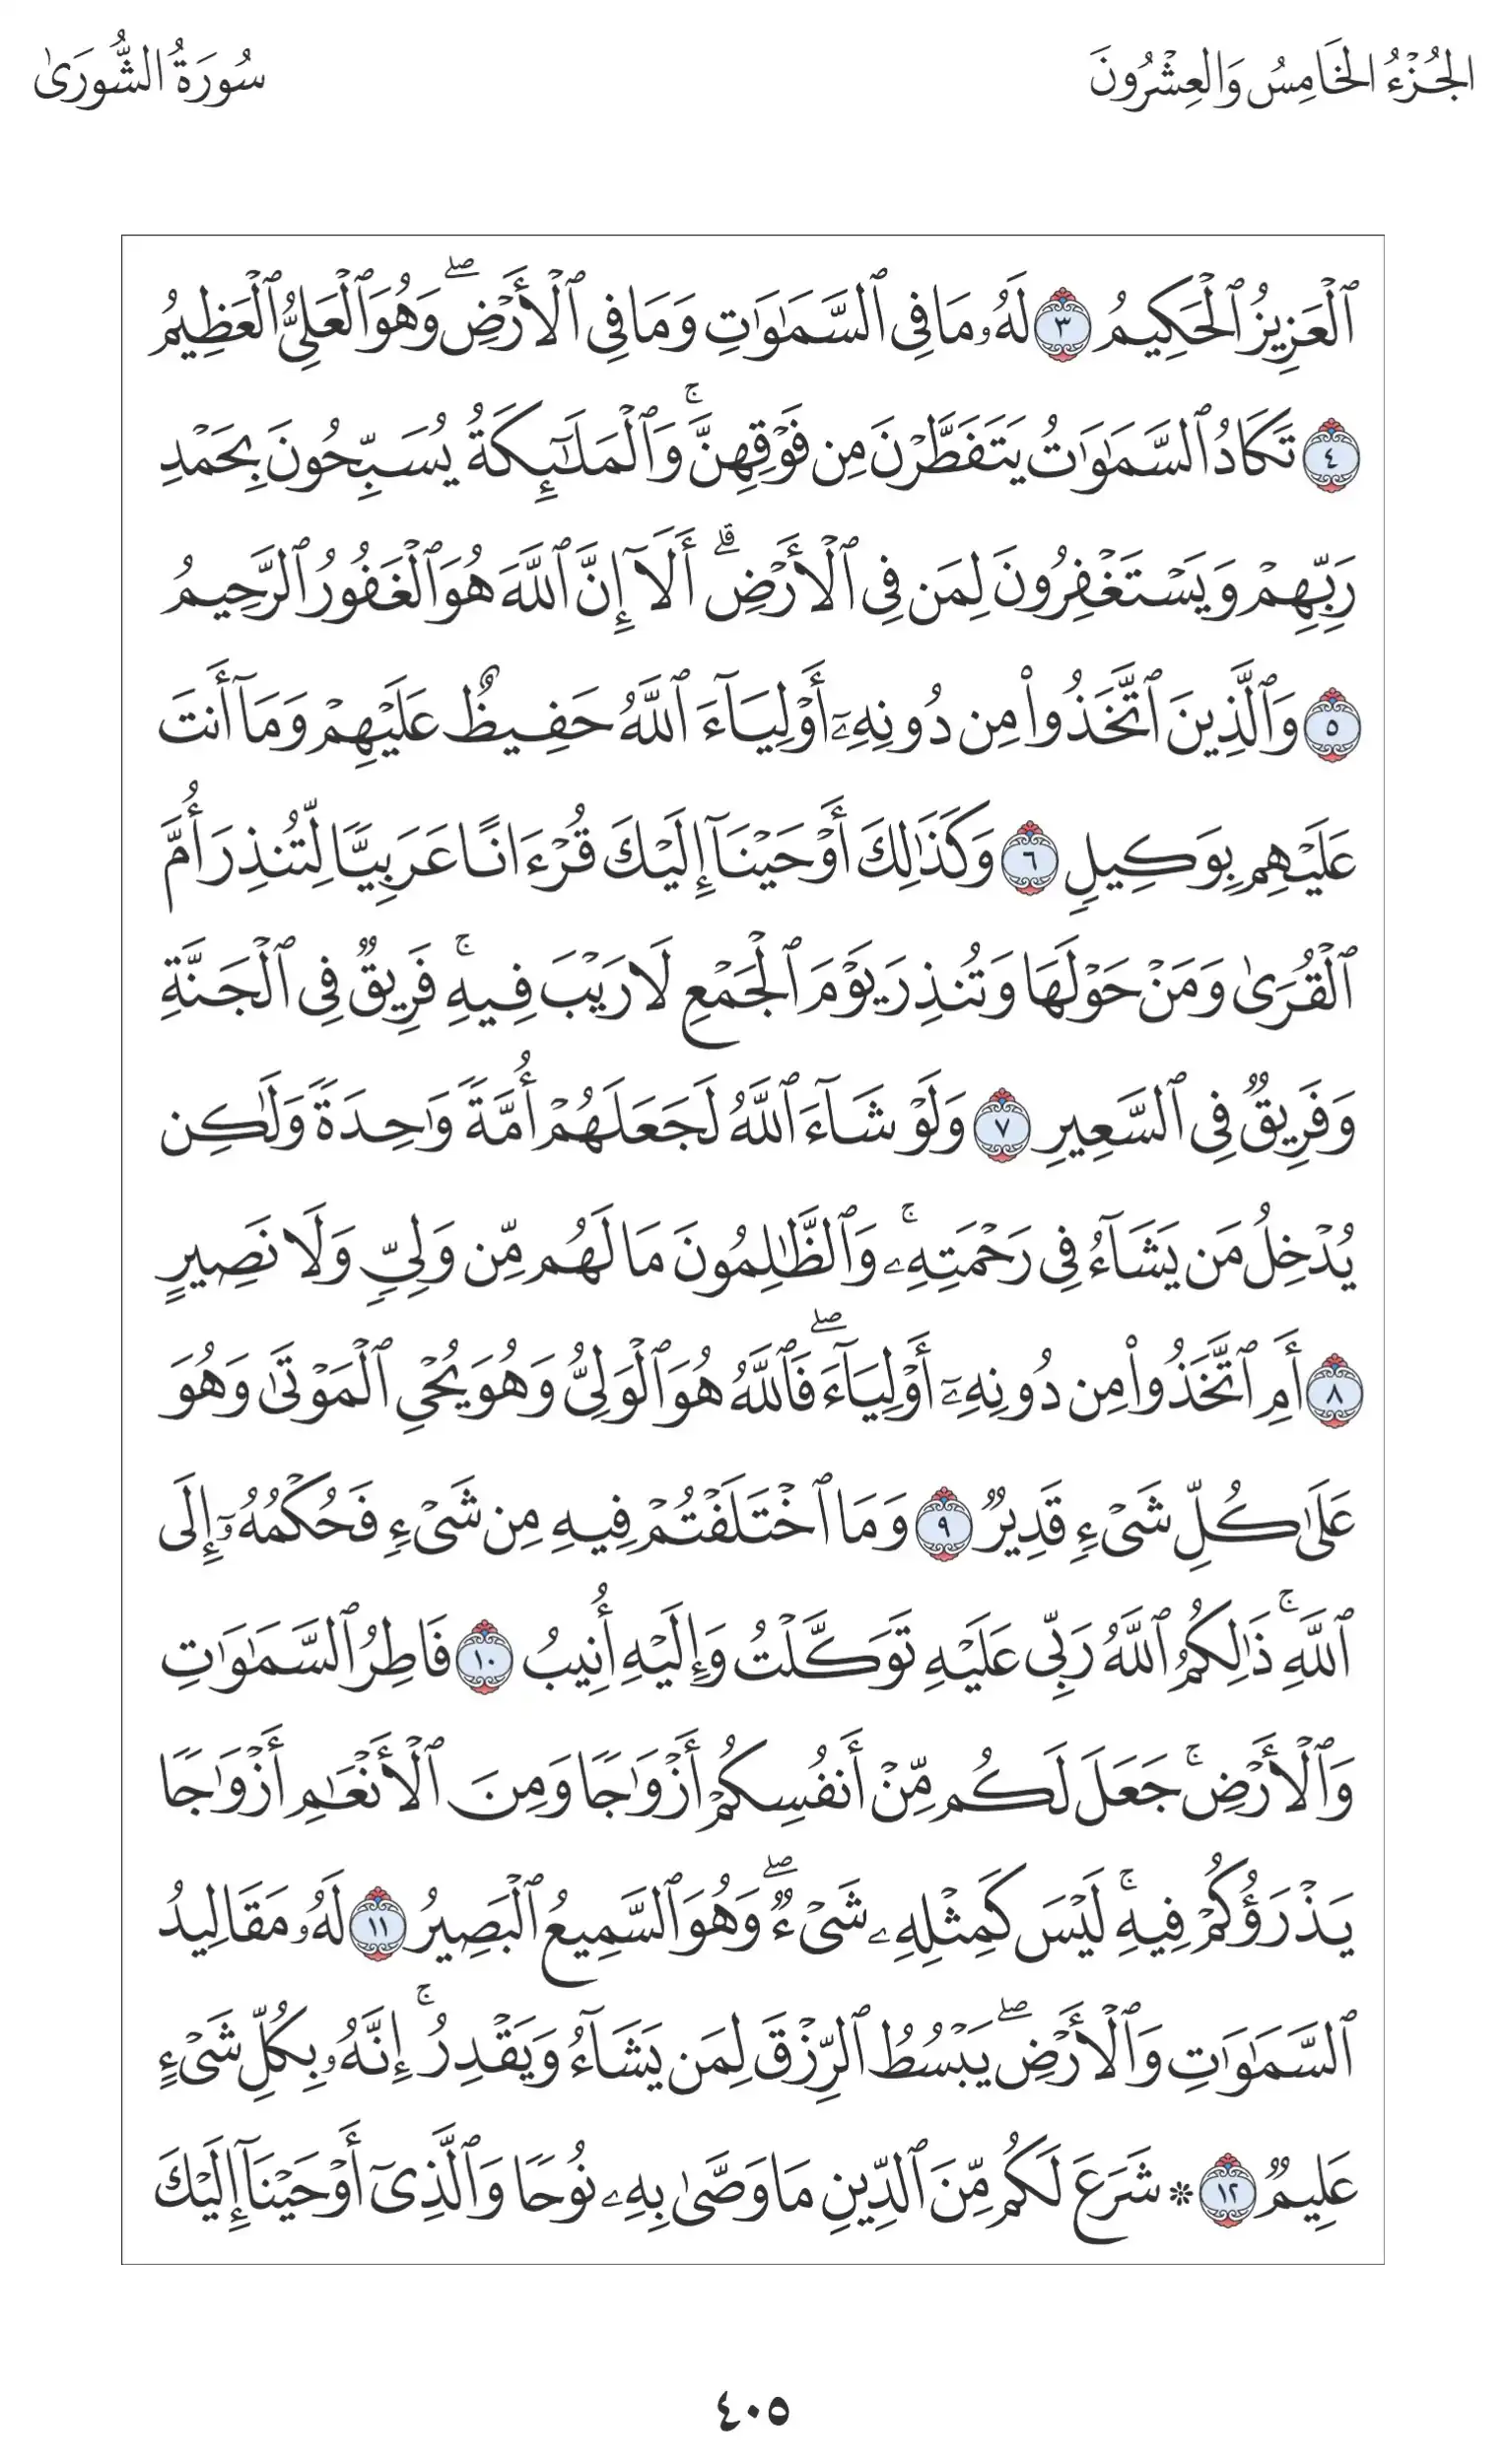 الجُزْءُ الخَامِسُ وَالعِشْرُونَ
سُورَةُ الشُّورَىٰ
ٱلْعَزِيزُ ٱلْحَكِيمُ ٣ لَهُۥ مَا فِى ٱلسَّمَٰوَٰتِ وَمَا فِى ٱلْأَرْضِ ۖ وَهُوَ ٱلْعَلِىُّ ٱلْعَظِيمُ
٤ تَكَادُ ٱلسَّمَٰوَٰتُ يَتَفَطَّرْنَ مِن فَوْقِهِنَّ ۚ وَٱلْمَلَٰٓئِكَةُ يُسَبِّحُونَ بِحَمْدِ
رَبِّهِمْ وَيَسْتَغْفِرُونَ لِمَن فِى ٱلْأَرْضِ ۗ أَلَآ إِنَّ ٱللَّهَ هُوَ ٱلْغَفُورُ ٱلرَّحِيمُ
٥ وَٱلَّذِينَ ٱتَّخَذُوا۟ مِن دُونِهِۦٓ أَوْلِيَآءَ ٱللَّهُ حَفِيظٌ عَلَيْهِمْ وَمَآ أَنتَ
عَلَيْهِم بِوَكِيلٍ ٦ وَكَذَٰلِكَ أَوْحَيْنَآ إِلَيْكَ قُرْءَانًا عَرَبِيًّا لِّتُنذِرَ أُمَّ
ٱلْقُرَىٰ وَمَنْ حَوْلَهَا وَتُنذِرَ يَوْمَ ٱلْجَمْعِ لَا رَيْبَ فِيهِ ۚ فَرِيقٌ فِى ٱلْجَنَّةِ
وَفَرِيقٌ فِى ٱلسَّعِيرِ ٧ وَلَوْ شَآءَ ٱللَّهُ لَجَعَلَهُمْ أُمَّةً وَٰحِدَةً وَلَٰكِن
يُدْخِلُ مَن يَشَآءُ فِى رَحْمَتِهِۦ ۚ وَٱلظَّٰلِمُونَ مَا لَهُم مِّن وَلِىٍّ وَلَا نَصِيرٍ
٨ أَمِ ٱتَّخَذُوا۟ مِن دُونِهِۦٓ أَوْلِيَآءَ ۖ فَٱللَّهُ هُوَ ٱلْوَلِىُّ وَهُوَ يُحْىِ ٱلْمَوْتَىٰ وَهُوَ
عَلَىٰ كُلِّ شَىْءٍ قَدِيرٌ ٩ وَمَا ٱخْتَلَفْتُمْ فِيهِ مِن شَىْءٍ فَحُكْمُهُۥٓ إِلَى
ٱللَّهِ ۚ ذَٰلِكُمُ ٱللَّهُ رَبِّى عَلَيْهِ تَوَكَّلْتُ وَإِلَيْهِ أُنِيبُ ١٠ فَاطِرُ ٱلسَّمَٰوَٰتِ
وَٱلْأَرْضِ ۚ جَعَلَ لَكُم مِّنْ أَنفُسِكُمْ أَزْوَٰجًا وَمِنَ ٱلْأَنْعَٰمِ أَزْوَٰجًا
يَذْرَؤُكُمْ فِيهِ ۚ لَيْسَ كَمِثْلِهِۦ شَىْءٌ ۖ وَهُوَ ٱلسَّمِيعُ ٱلْبَصِيرُ ١١ لَهُۥ مَقَالِيدُ
ٱلسَّمَٰوَٰتِ وَٱلْأَرْضِ ۖ يَبْسُطُ ٱلرِّزْقَ لِمَن يَشَآءُ وَيَقْدِرُ ۚ إِنَّهُۥ بِكُلِّ شَىْءٍ
عَلِيمٌ ١٢ * شَرَعَ لَكُم مِّنَ ٱلدِّينِ مَا وَصَّىٰ بِهِۦ نُوحًا وَٱلَّذِىٓ أَوْحَيْنَآ إِلَيْكَ
٤٠٥